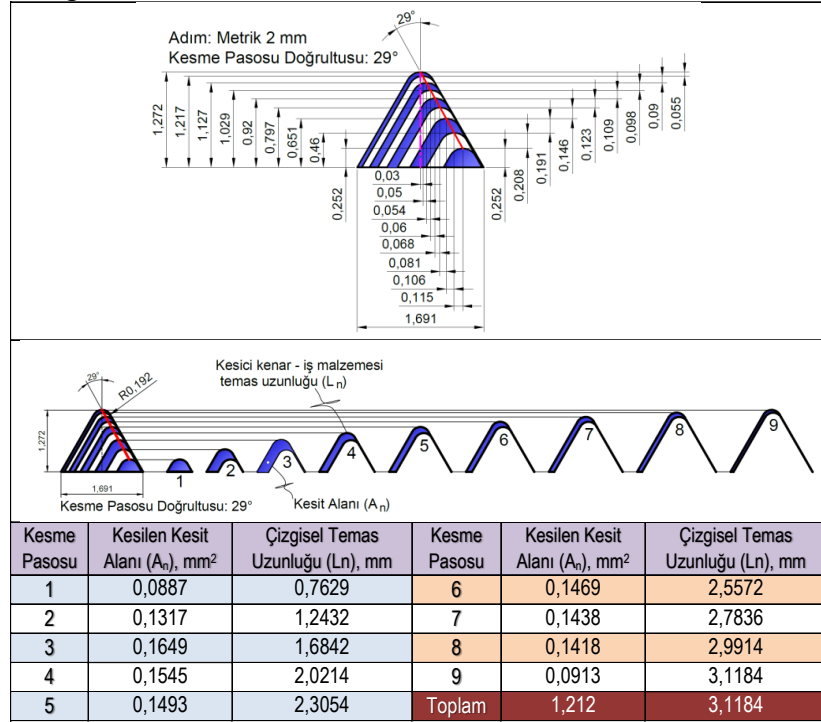 29°
Adım: Metrik 2 mm
Kesme Pasosu Doğrultusu: 29°
1,272
1,217
1,127
1,029
0,92
0,797
0,651
0,46
0,252
0,252
0,208
0,191
0,146
0,123
0,109
0,098
0,09
0,055
0,03
0,05
0,054
0,06
0,068
0,081
0,106
0,115
1,691
Kesici kenar - iş malzemesi
temas uzunluğu (Ln)
29°
R0,192
1,272
1 2 3 4 5 6 7 8 9
1,691
Kesme Pasosu Doğrultusu: 29°
Kesit Alanı (An)
Kesme Pasosu Kesilen Kesit Alanı (An), mm² Çizgisel Temas Uzunluğu (Ln), mm Kesme Pasosu Kesilen Kesit Alanı (An), mm² Çizgisel Temas Uzunluğu (Ln), mm
1 0,0887 0,7629 6 0,1469 2,5572
2 0,1317 1,2432 7 0,1438 2,7836
3 0,1649 1,6842 8 0,1418 2,9914
4 0,1545 2,0214 9 0,0913 3,1184
5 0,1493 2,3054 Toplam 1,212 3,1184